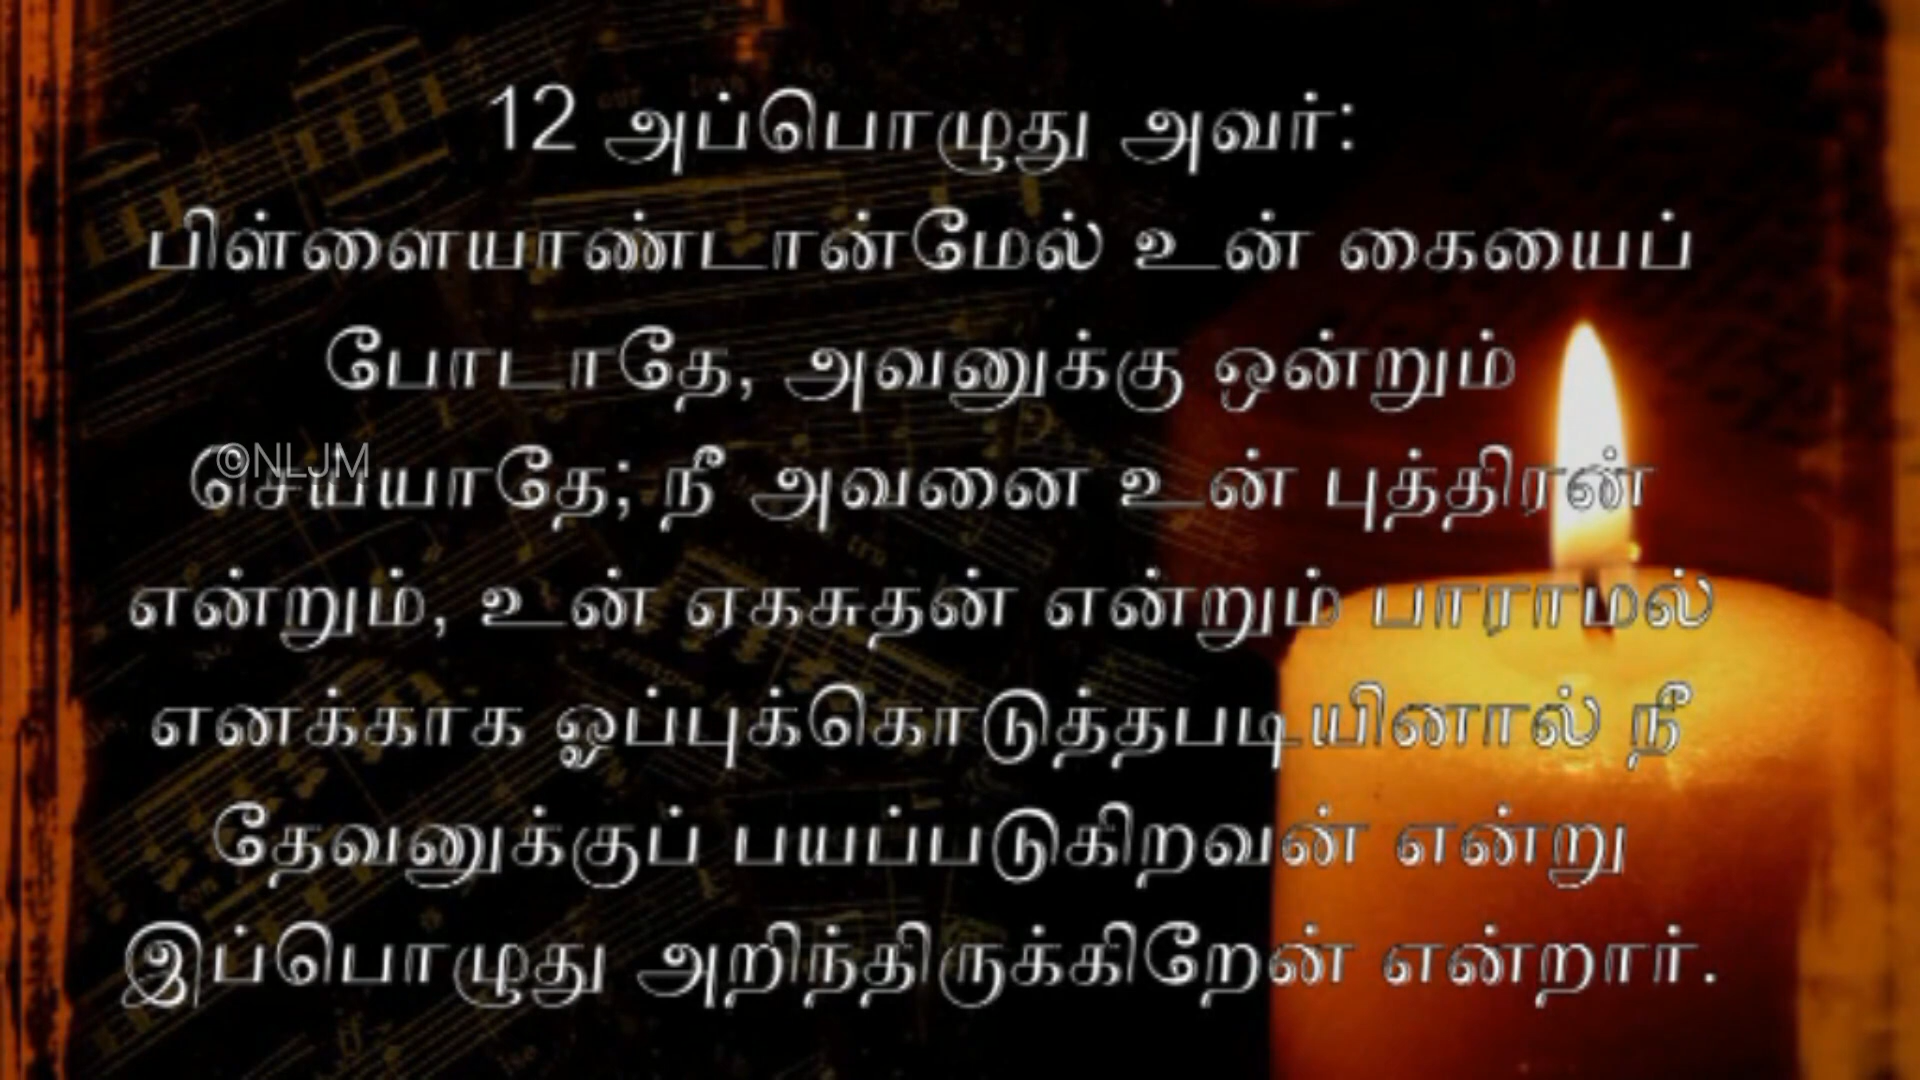 12 அப்பொழுது அவர்:
பிள்ளையாண்டான்மேல் உன் கையைப்
போடாதே, அவனுக்கு ஒன்றும்
©NLJM
செய்யாதே; நீ அவனை உன் புத்திரன்
என்றும், உன் ஏகசுதன் என்றும் பாராமல்
எனக்காக ஓப்புக்கொடுத்தபடியினால் நீ
தேவனுக்குப் பயப்படுகிறவன் என்று
இப்பொழுது அறிந்திருக்கிறேன் என்றார்.